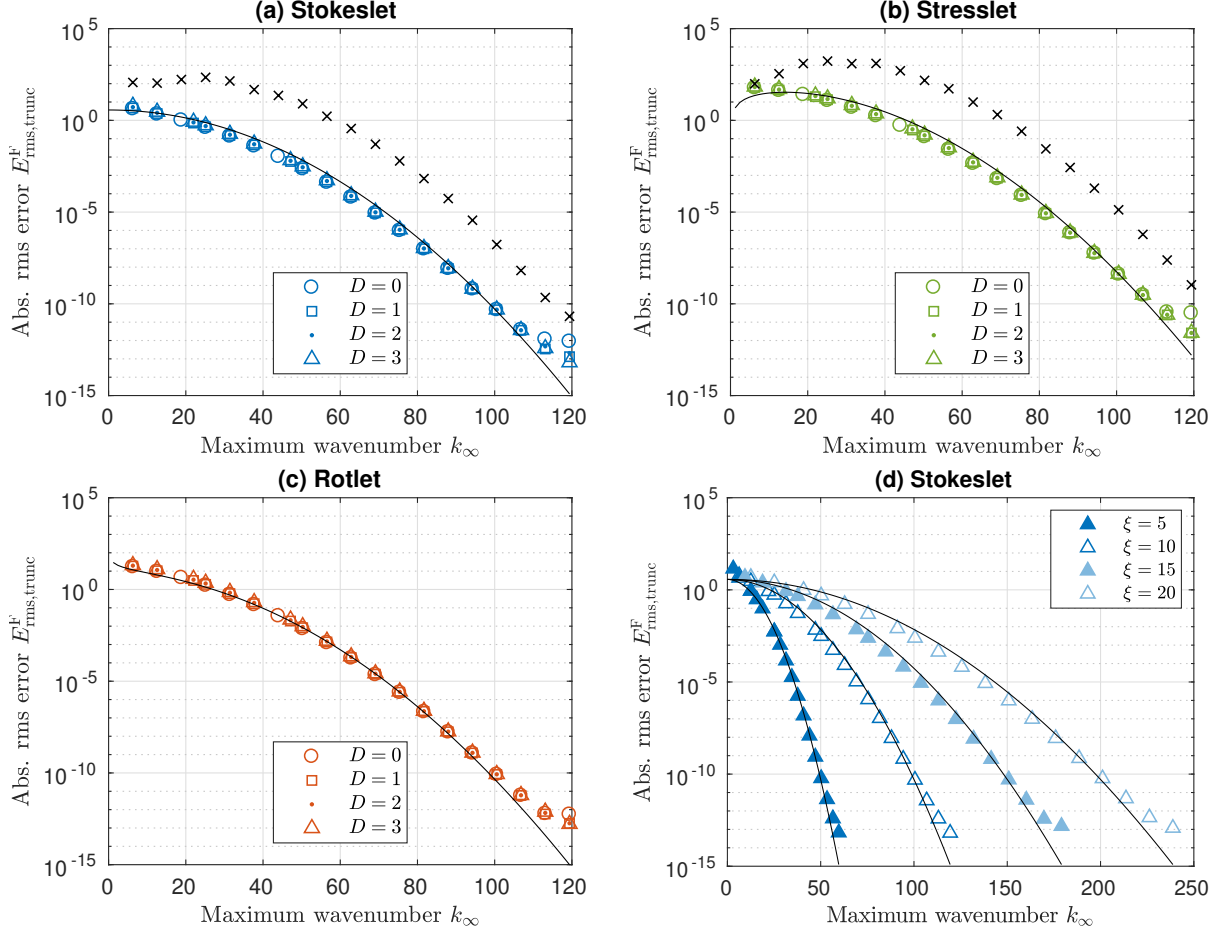 (a) Stokeslet
Abs. rms error E^F_rms,trunc
10^5
10^0
10^-5
10^-10
10^-15
D = 0
D = 1
D = 2
D = 3
0 20 40 60 80 100 120
Maximum wavenumber k_∞
(b) Stresslet
Abs. rms error E^F_rms,trunc
10^5
10^0
10^-5
10^-10
10^-15
D = 0
D = 1
D = 2
D = 3
0 20 40 60 80 100 120
Maximum wavenumber k_∞
(c) Rotlet
Abs. rms error E^F_rms,trunc
10^5
10^0
10^-5
10^-10
10^-15
D = 0
D = 1
D = 2
D = 3
0 20 40 60 80 100 120
Maximum wavenumber k_∞
(d) Stokeslet
Abs. rms error E^F_rms,trunc
10^5
10^0
10^-5
10^-10
10^-15
ξ = 5
ξ = 10
ξ = 15
ξ = 20
0 50 100 150 200 250
Maximum wavenumber k_∞